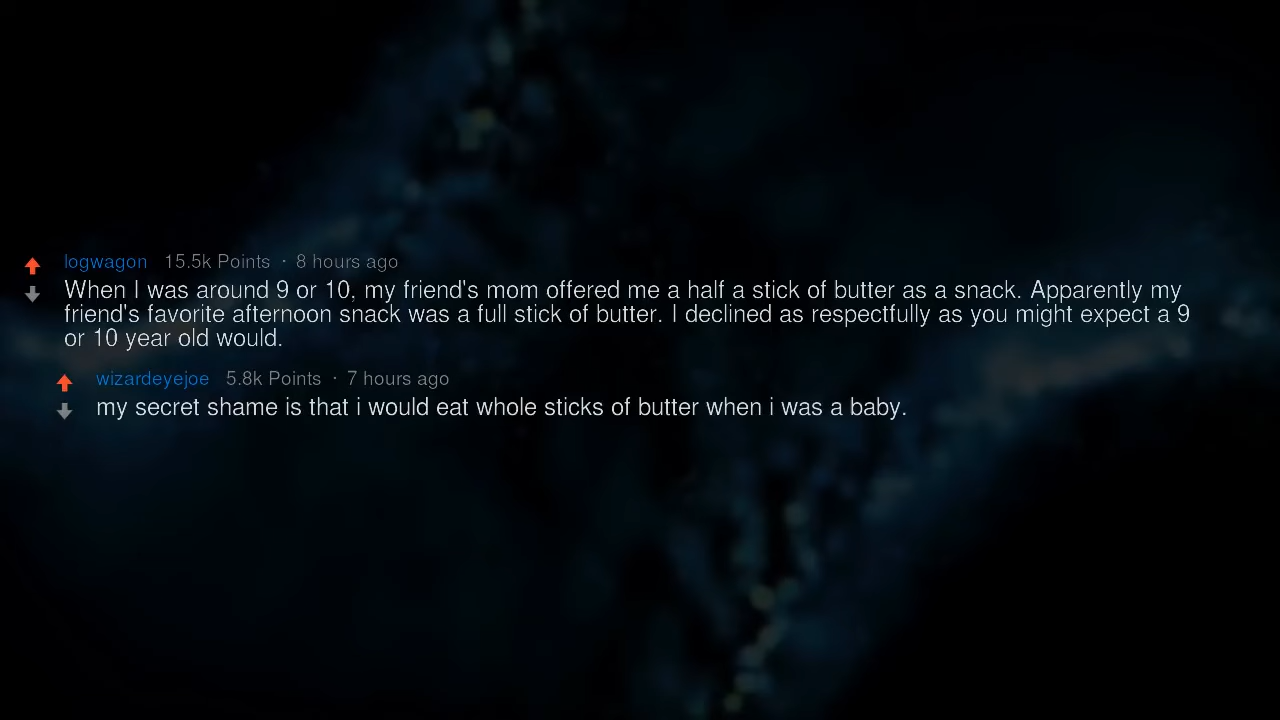 logwagon 15.5k Points · 8 hours ago
When I was around 9 or 10, my friend's mom offered me a half a stick of butter as a snack. Apparently my
friend's favorite afternoon snack was a full stick of butter. I declined as respectfully as you might expect a 9
or 10 year old would.
wizardeyejoe 5.8k Points · 7 hours ago
my secret shame is that i would eat whole sticks of butter when i was a baby.